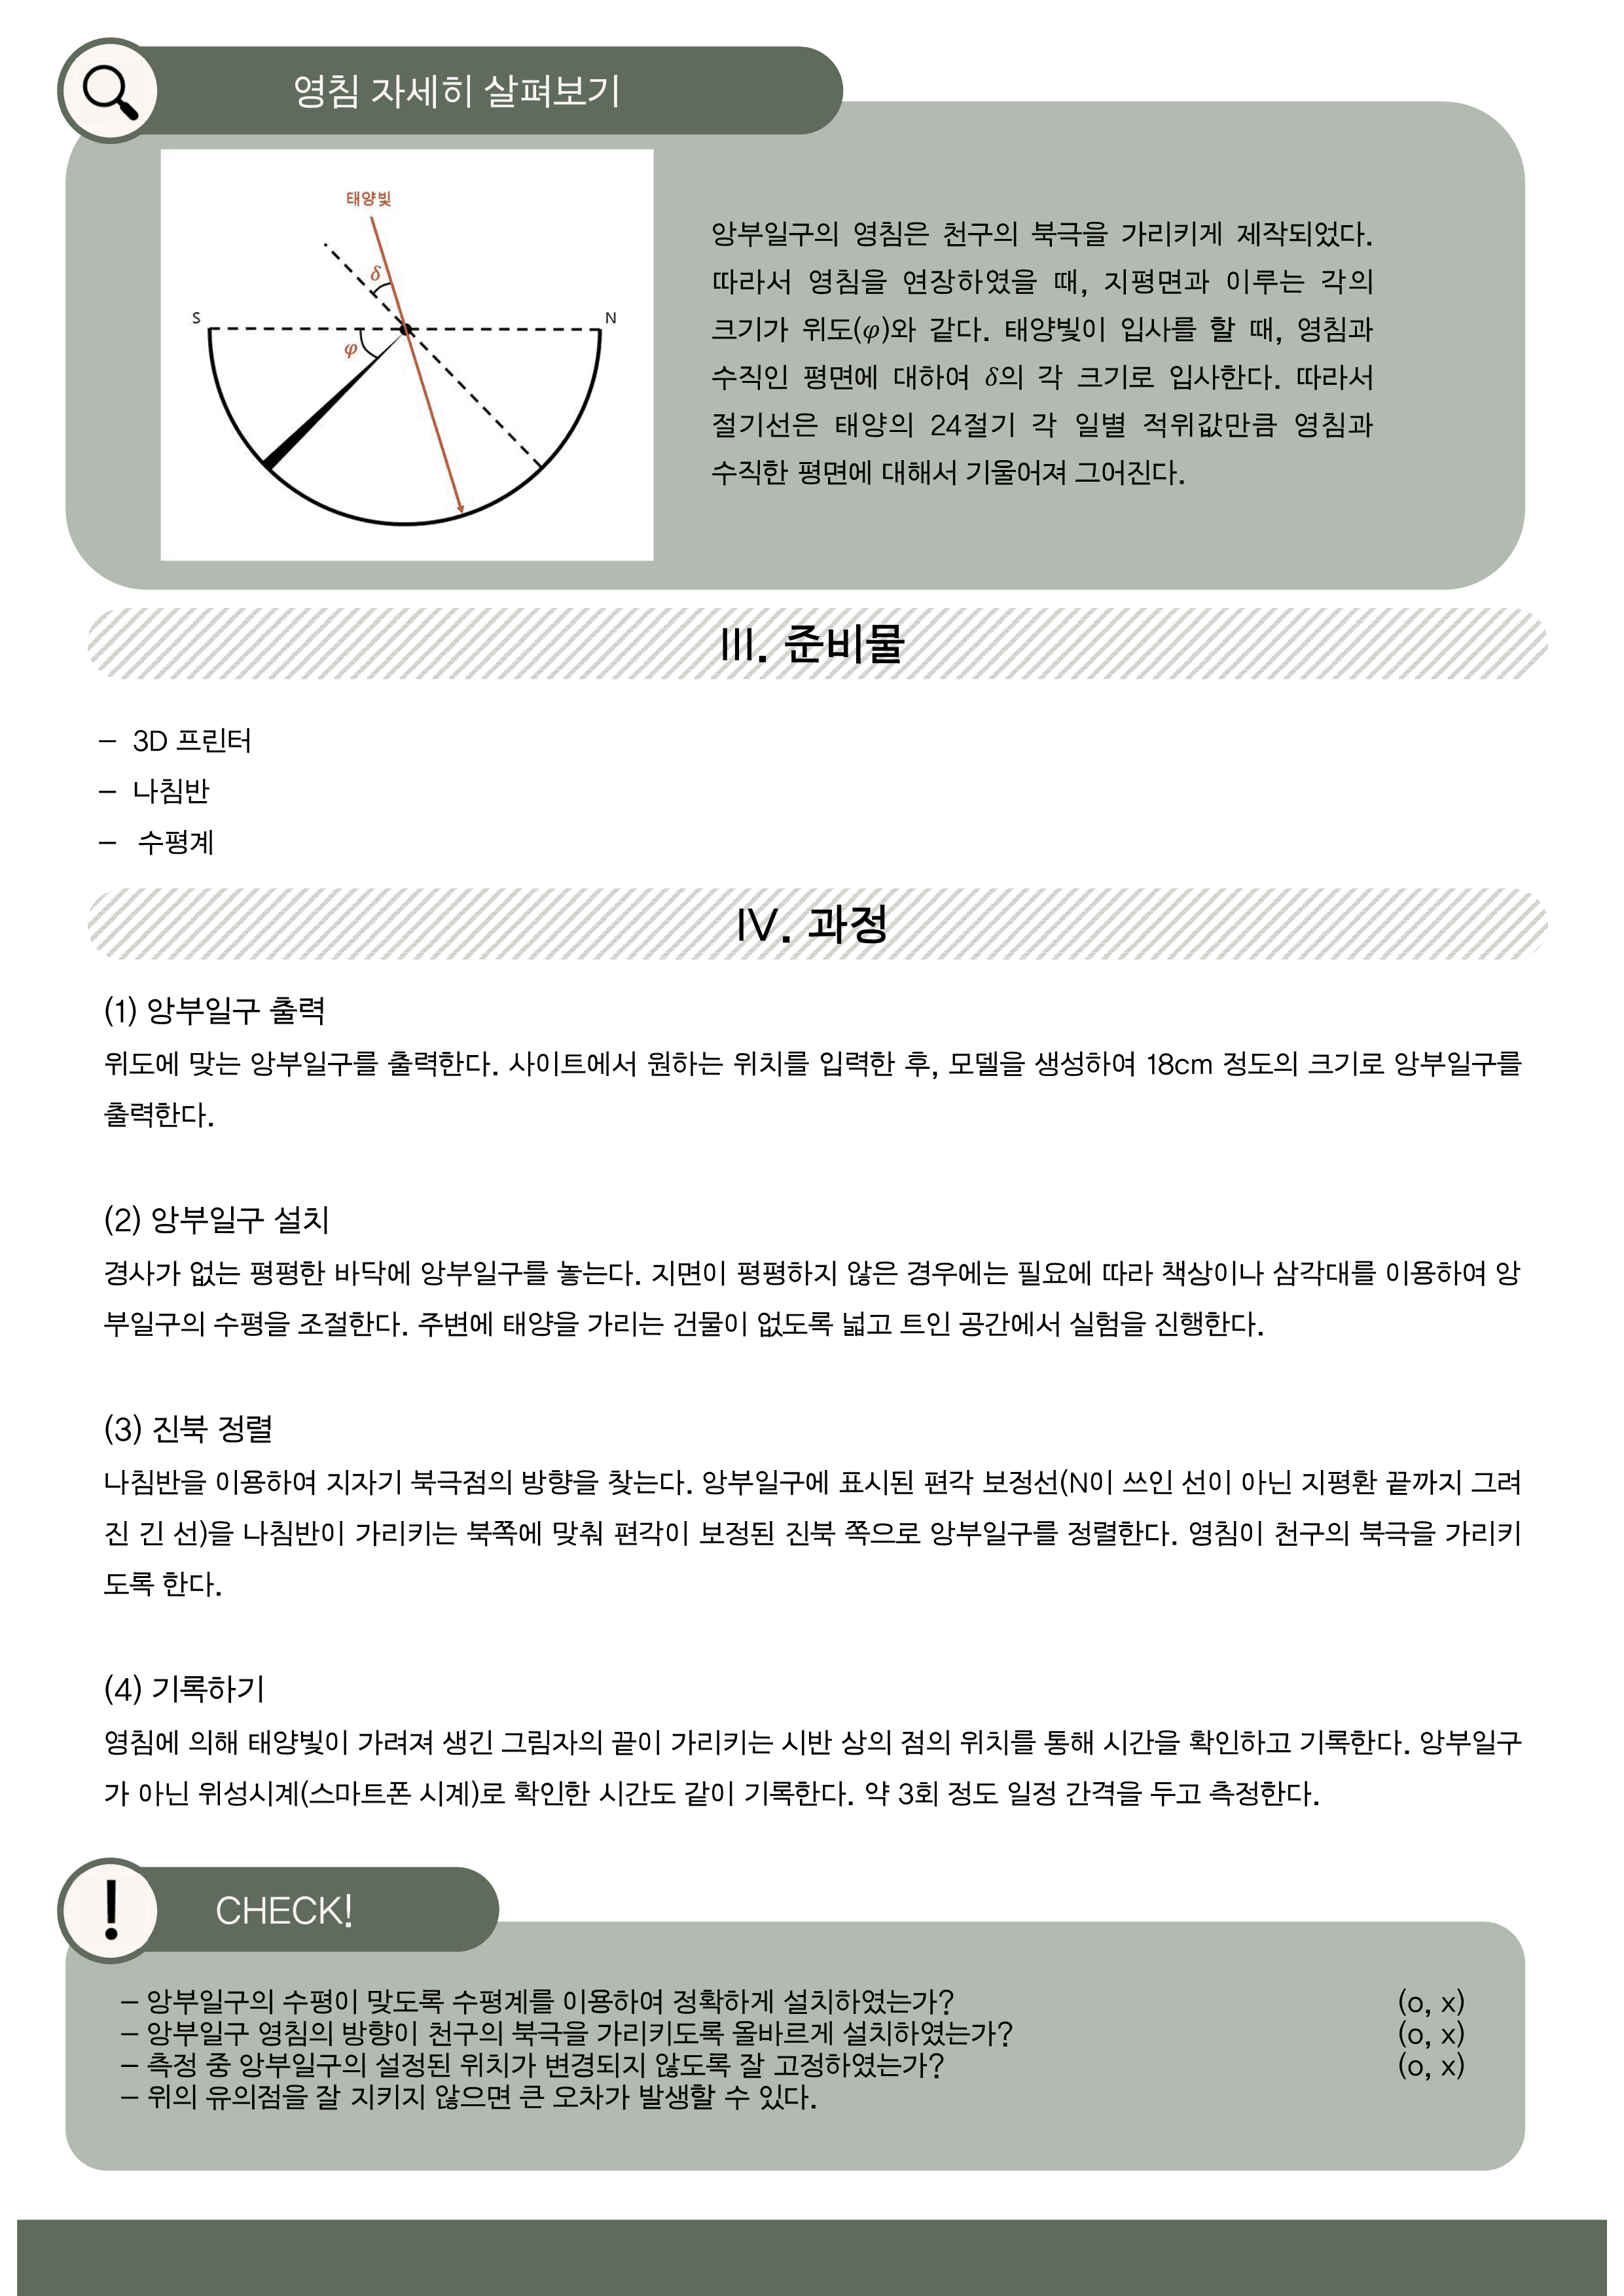 영침 자세히 살펴보기
태양빛
δ
S
N
φ
앙부일구의 영침은 천구의 북극을 가리키게 제작되었다.
따라서 영침을 연장하였을 때, 지평면과 이루는 각의
크기가 위도(φ)와 같다. 태양빛이 입사를 할 때, 영침과
수직인 평면에 대하여 δ의 각 크기로 입사한다. 따라서
절기선은 태양의 24절기 각 일별 적위값만큼 영침과
수직한 평면에 대해서 기울어져 그어진다.
Ⅲ. 준비물
- 3D 프린터
- 나침반
- 수평계
Ⅳ. 과정
(1) 앙부일구 출력
위도에 맞는 앙부일구를 출력한다. 사이트에서 원하는 위치를 입력한 후, 모델을 생성하여 18cm 정도의 크기로 앙부일구를
출력한다.
(2) 앙부일구 설치
경사가 없는 평평한 바닥에 앙부일구를 놓는다. 지면이 평평하지 않은 경우에는 필요에 따라 책상이나 삼각대를 이용하여 앙
부일구의 수평을 조절한다. 주변에 태양을 가리는 건물이 없도록 넓고 트인 공간에서 실험을 진행한다.
(3) 진북 정렬
나침반을 이용하여 지자기 북극점의 방향을 찾는다. 앙부일구에 표시된 편각 보정선(N이 쓰인 선이 아닌 지평환 끝까지 그려
진 긴 선)을 나침반이 가리키는 북쪽에 맞춰 편각이 보정된 진북 쪽으로 앙부일구를 정렬한다. 영침이 천구의 북극을 가리키
도록 한다.
(4) 기록하기
영침에 의해 태양빛이 가려져 생긴 그림자의 끝이 가리키는 시반 상의 점의 위치를 통해 시간을 확인하고 기록한다. 앙부일구
가 아닌 위성시계(스마트폰 시계)로 확인한 시간도 같이 기록한다. 약 3회 정도 일정 간격을 두고 측정한다.
CHECK!
- 앙부일구의 수평이 맞도록 수평계를 이용하여 정확하게 설치하였는가? (o, x)
- 앙부일구 영침의 방향이 천구의 북극을 가리키도록 올바르게 설치하였는가? (o, x)
- 측정 중 앙부일구의 설정된 위치가 변경되지 않도록 잘 고정하였는가? (o, x)
- 위의 유의점을 잘 지키지 않으면 큰 오차가 발생할 수 있다.